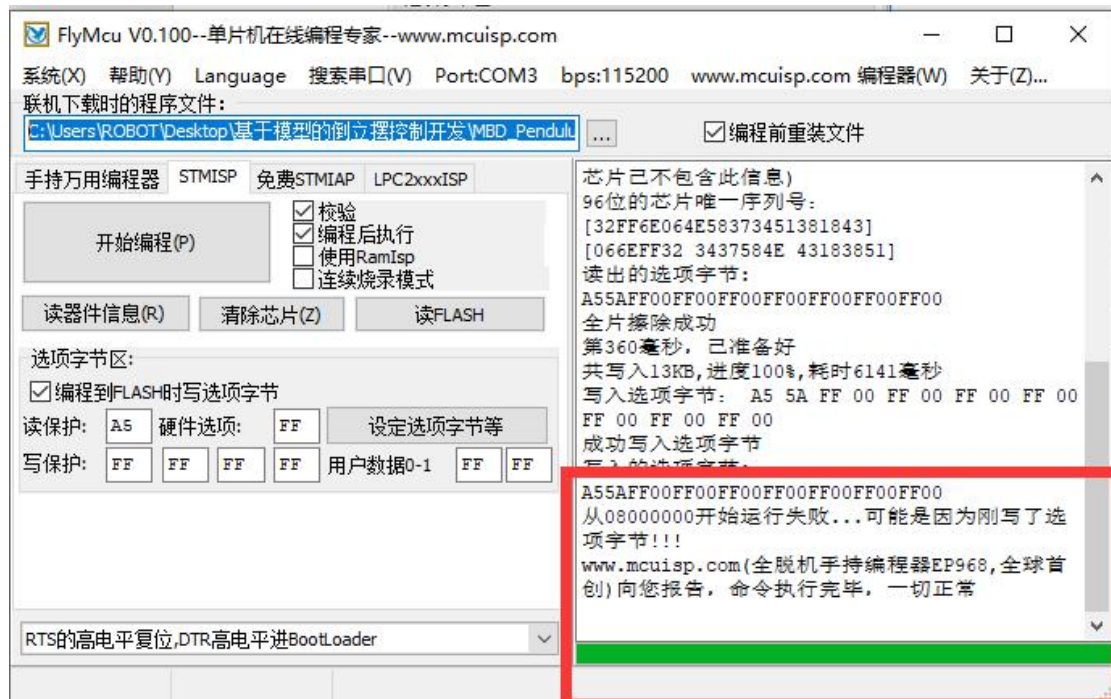 FlyMcu V0.100--单片机在线编程专家--www.mcuisp.com
系统(X) 帮助(Y) Language 搜索串口(V) Port:COM3 bps:115200 www.mcuisp.com 编程器(W) 关于(Z)...
联机下载时的程序文件:
C:\Users\ROBOT\Desktop\基于模型的倒立摆控制开发\MBD_Pendulu ... 编程前重装文件
手持万用编程器 STMISP 免费STMIAP LPC2xxxISP
开始编程(P)
校验
编程后执行
使用RamIsp
连续烧录模式
读器件信息(R) 清除芯片(Z) 读FLASH
选项字节区:
编程到FLASH时写选项字节
读保护: A5 硬件选项: FF 设定选项字节等
写保护: FF FF FF FF 用户数据0-1 FF FF
RTS的高电平复位,DTR高电平进BootLoader
芯片已不包含此信息)
96位的芯片唯一序列号:
[32FF6E064E58373451381843]
[066EFF32 3437584E 43183851]
读出的选项字节:
A55AFF00FF00FF00FF00FF00FF00FF00
全片擦除成功
第360毫秒, 已准备好
共写入13KB,进度100%,耗时6141毫秒
写入选项字节: A5 5A FF 00 FF 00 FF 00 FF 00
FF 00 FF 00 FF 00
成功写入选项字节
写入的选项字节:
A55AFF00FF00FF00FF00FF00FF00FF00
从08000000开始运行失败...可能是因为刚写了选
项字节!!!
www.mcuisp.com(全脱机手持编程器EP968,全球首
创)向您报告, 命令执行完毕, 一切正常